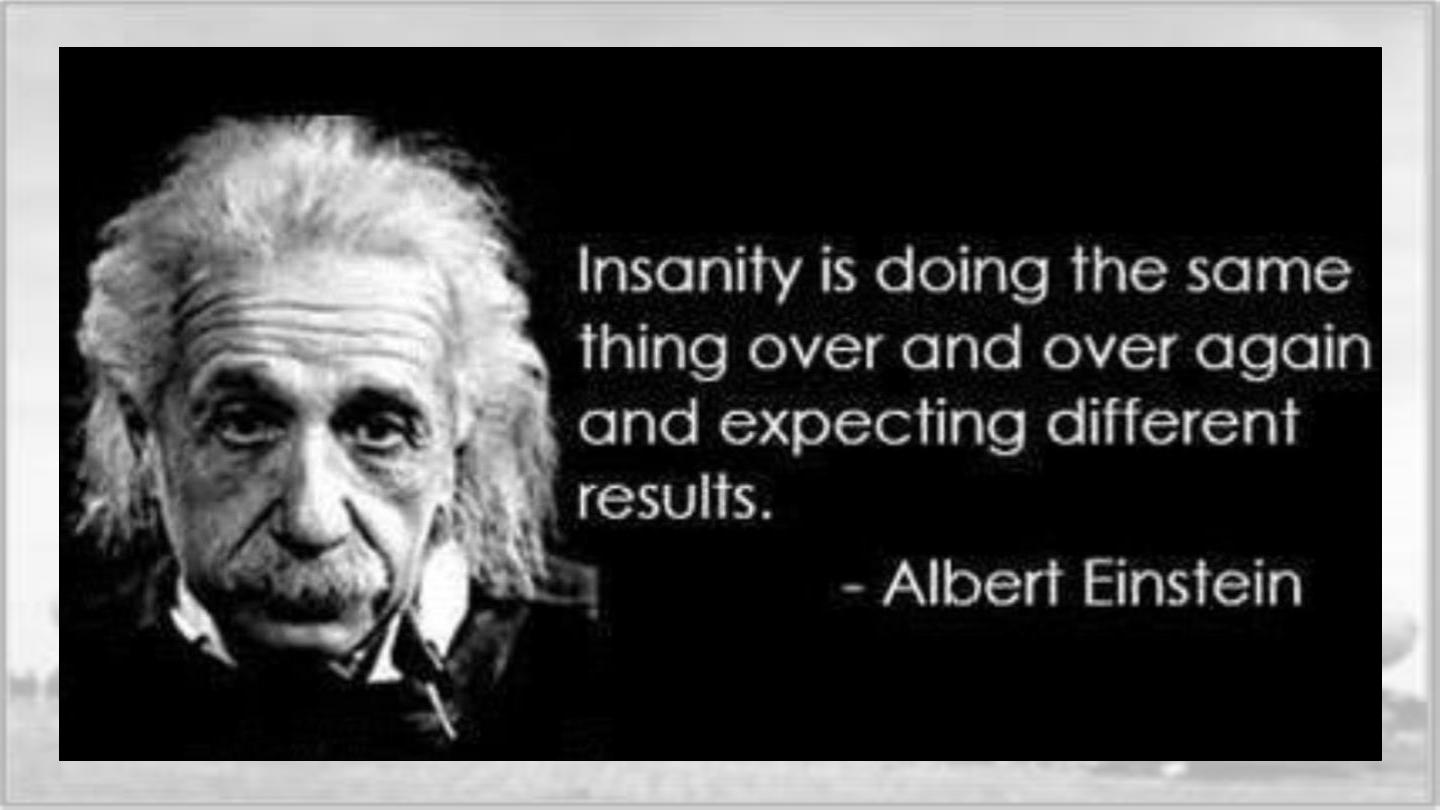 Insanity is doing the same
thing over and over again
and expecting different
results.
- Albert Einstein